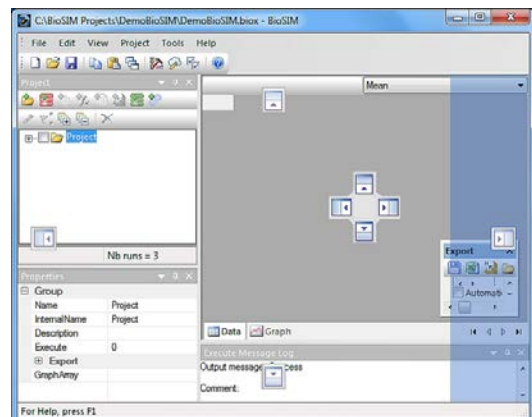 C:\BioSIM Projects\DemoBioSIM\DemoBioSIM.biox - BioSIM
File Edit View Project Tools Help
Project
Mean
Project
Nb runs = 3
Export
Automati
Properties
Group
Name Project
InternalName Project
Description
Execute 0
Export
GraphArray
Data Graph
Execute Message Log
Output message
Comment:
For Help, press F1